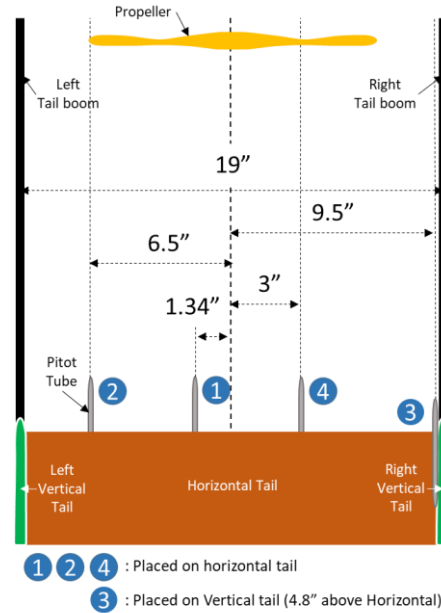 Propeller
Left
Tail boom
Right
Tail boom
19”
9.5”
6.5”
3”
1.34”
Pitot
Tube
2
1
4
3
Left
Vertical
Tail
Horizontal Tail
Right
Vertical
Tail
1 2 4 : Placed on horizontal tail
3 : Placed on Vertical tail (4.8” above Horizontal)